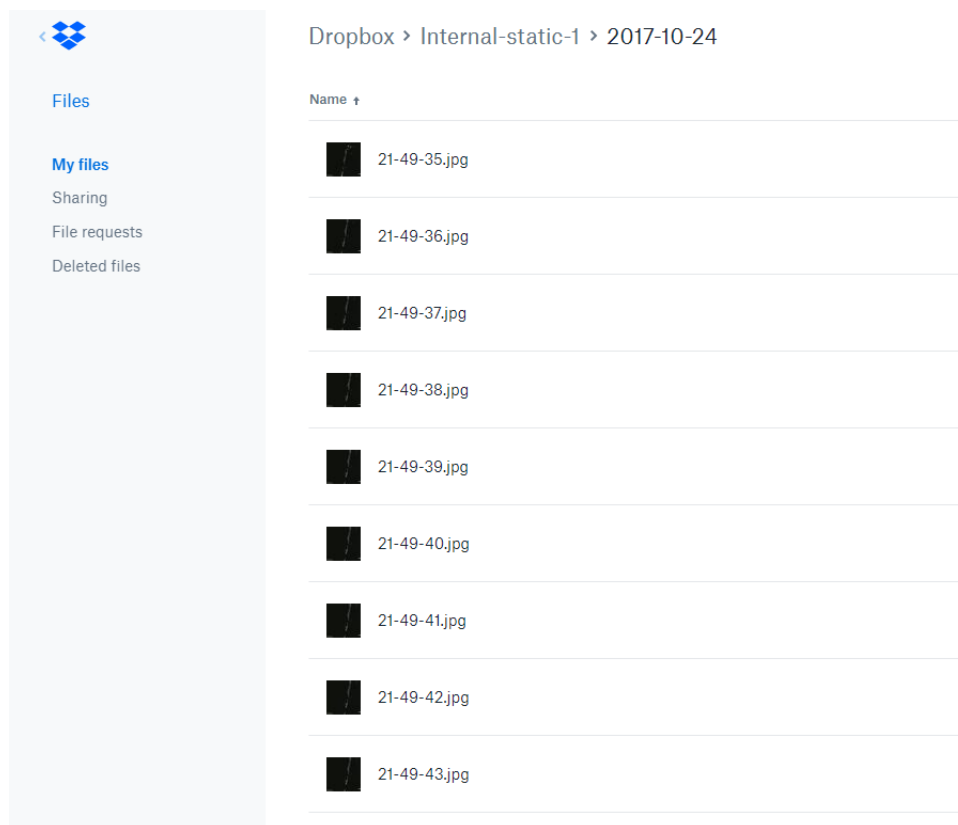 Dropbox > Internal-static-1 > 2017-10-24
Files
My files
Sharing
File requests
Deleted files
Name ↑
21-49-35.jpg
21-49-36.jpg
21-49-37.jpg
21-49-38.jpg
21-49-39.jpg
21-49-40.jpg
21-49-41.jpg
21-49-42.jpg
21-49-43.jpg